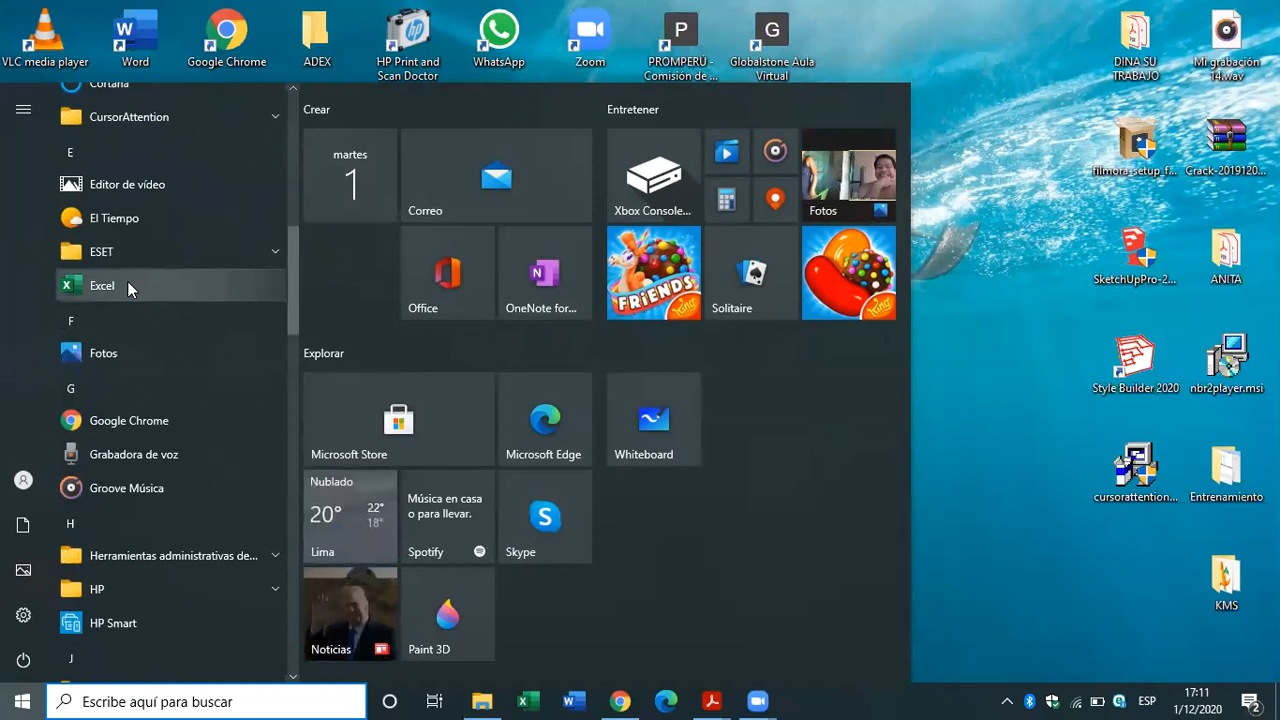 VLC media player
Word
Google Chrome
ADEX
HP Print and
Scan Doctor
WhatsApp
Zoom
P
PROMPERÚ -
Comisión de ...
G
Globalstone Aula
Virtual
DINA SU
TRABAJO
Mi grabación
14.wav
Cortana
CursorAttention
E
Editor de vídeo
El Tiempo
ESET
Excel
F
Fotos
G
Google Chrome
Grabadora de voz
Groove Música
H
Herramientas administrativas de...
HP
HP Smart
J
Crear
martes
1
Correo
Office
OneNote for...
Explorar
Microsoft Store
Microsoft Edge
Nublado
20°
22°
18°
Lima
Música en casa
o para llevar.
Spotify
Skype
Noticias
Paint 3D
Entretener
Xbox Console...
Fotos
FRIENDS
King
Solitaire
King
Whiteboard
filmora_setup_f...
Crack-2019120...
SketchUpPro-2...
ANITA
Style Builder 2020
nbr2player.msi
cursorattention...
Entrenamiento
KMS
Escribe aquí para buscar
ESP
17:11
1/12/2020
2